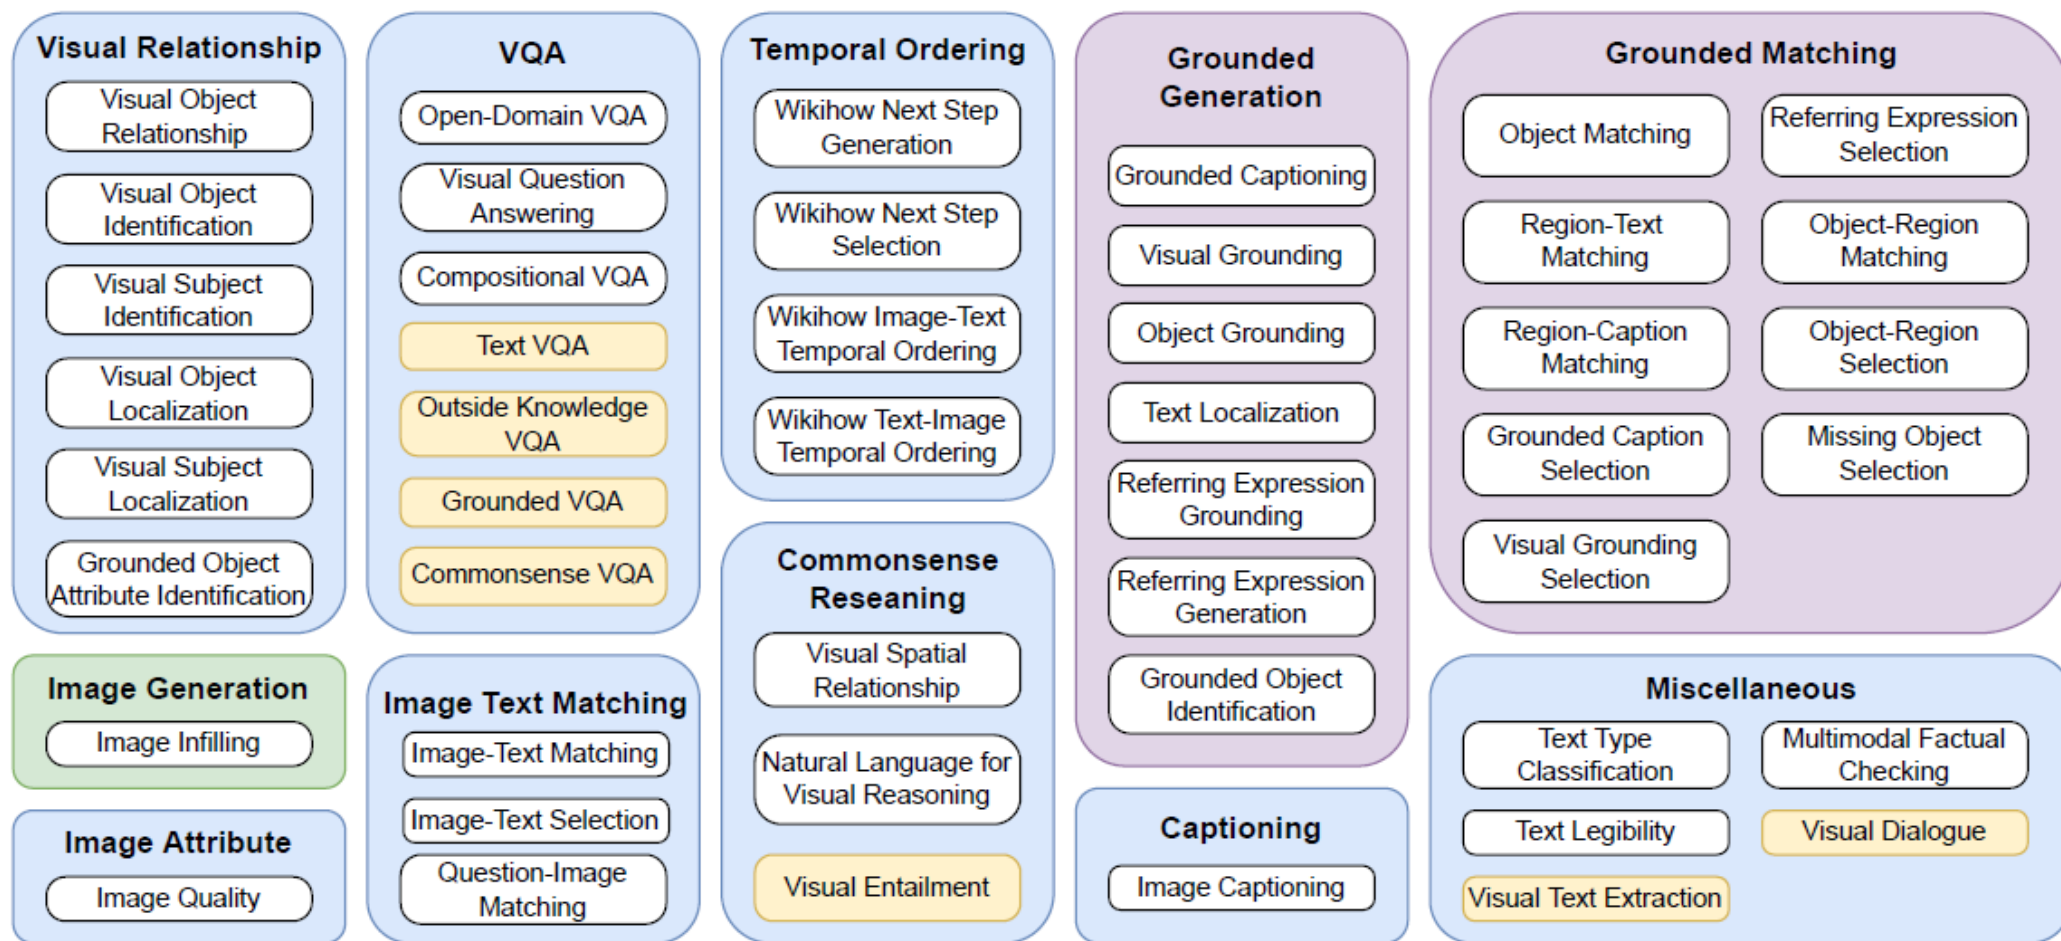 Visual Relationship
Visual Object
Relationship
Visual Object
Identification
Visual Subject
Identification
Visual Object
Localization
Visual Subject
Localization
Grounded Object
Attribute Identification
Image Generation
Image Infilling
Image Attribute
Image Quality
VQA
Open-Domain VQA
Visual Question
Answering
Compositional VQA
Text VQA
Outside Knowledge
VQA
Grounded VQA
Commonsense VQA
Image Text Matching
Image-Text Matching
Image-Text Selection
Question-Image
Matching
Temporal Ordering
Wikihow Next Step
Generation
Wikihow Next Step
Selection
Wikihow Image-Text
Temporal Ordering
Wikihow Text-Image
Temporal Ordering
Commonsense
Reseaning
Visual Spatial
Relationship
Natural Language for
Visual Reasoning
Visual Entailment
Grounded
Generation
Grounded Captioning
Visual Grounding
Object Grounding
Text Localization
Referring Expression
Grounding
Referring Expression
Generation
Grounded Object
Identification
Captioning
Image Captioning
Grounded Matching
Object Matching
Referring Expression
Selection
Region-Text
Matching
Object-Region
Matching
Region-Caption
Matching
Object-Region
Selection
Grounded Caption
Selection
Missing Object
Selection
Visual Grounding
Selection
Miscellaneous
Text Type
Classification
Multimodal Factual
Checking
Text Legibility
Visual Dialogue
Visual Text Extraction